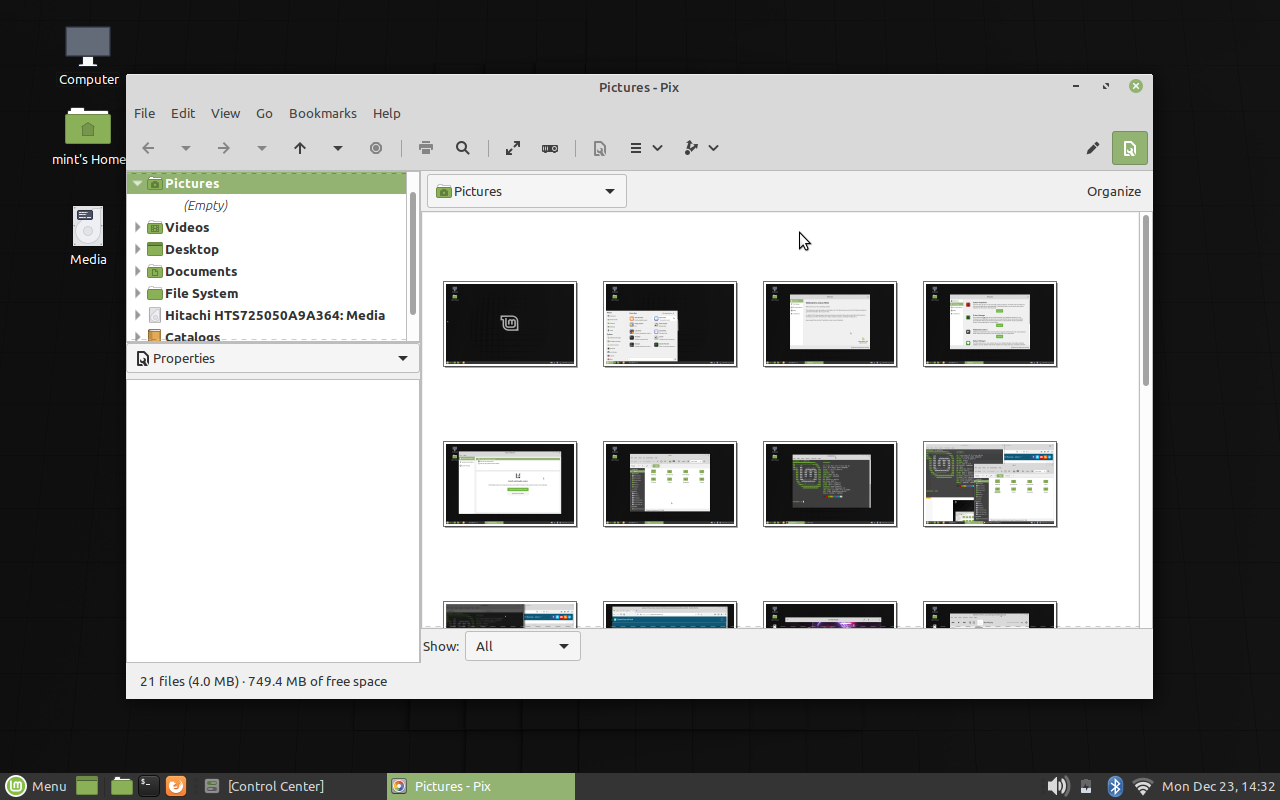 Computer
mint's Home
Media
Pictures - Pix
File Edit View Go Bookmarks Help
Pictures
(Empty)
Videos
Desktop
Documents
File System
Hitachi HTS725050A9A364: Media
Catalogs
Properties
Pictures
Organize
Show: All
21 files (4.0 MB) · 749.4 MB of free space
Menu
[Control Center]
Pictures - Pix
Mon Dec 23, 14:32